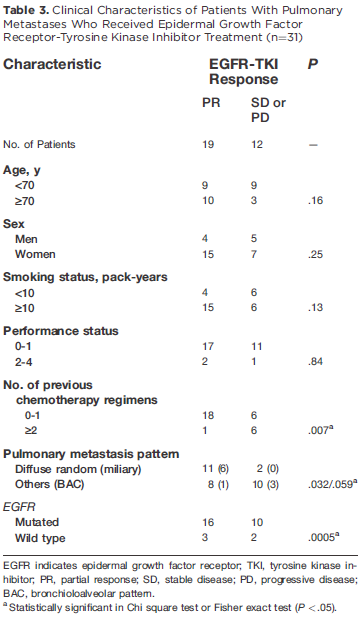 Table 3. Clinical Characteristics of Patients With Pulmonary
Metastases Who Received Epidermal Growth Factor
Receptor-Tyrosine Kinase Inhibitor Treatment (n=31)
Characteristic EGFR-TKI P
Response
PR SD or
PD
No. of Patients 19 12 —
Age, y
<70 9 9
≥70 10 3 .16
Sex
Men 4 5
Women 15 7 .25
Smoking status, pack-years
<10 4 6
≥10 15 6 .13
Performance status
0-1 17 11
2-4 2 1 .84
No. of previous
chemotherapy regimens
0-1 18 6
≥2 1 6 .007a
Pulmonary metastasis pattern
Diffuse random (miliary) 11 (6) 2 (0)
Others (BAC) 8 (1) 10 (3) .032/.059a
EGFR
Mutated 16 10
Wild type 3 2 .0005a
EGFR indicates epidermal growth factor receptor; TKI, tyrosine kinase in-
hibitor; PR, partial response; SD, stable disease; PD, progressive disease;
BAC, bronchioloalveolar pattern.
a Statistically significant in Chi square test or Fisher exact test (P <.05).